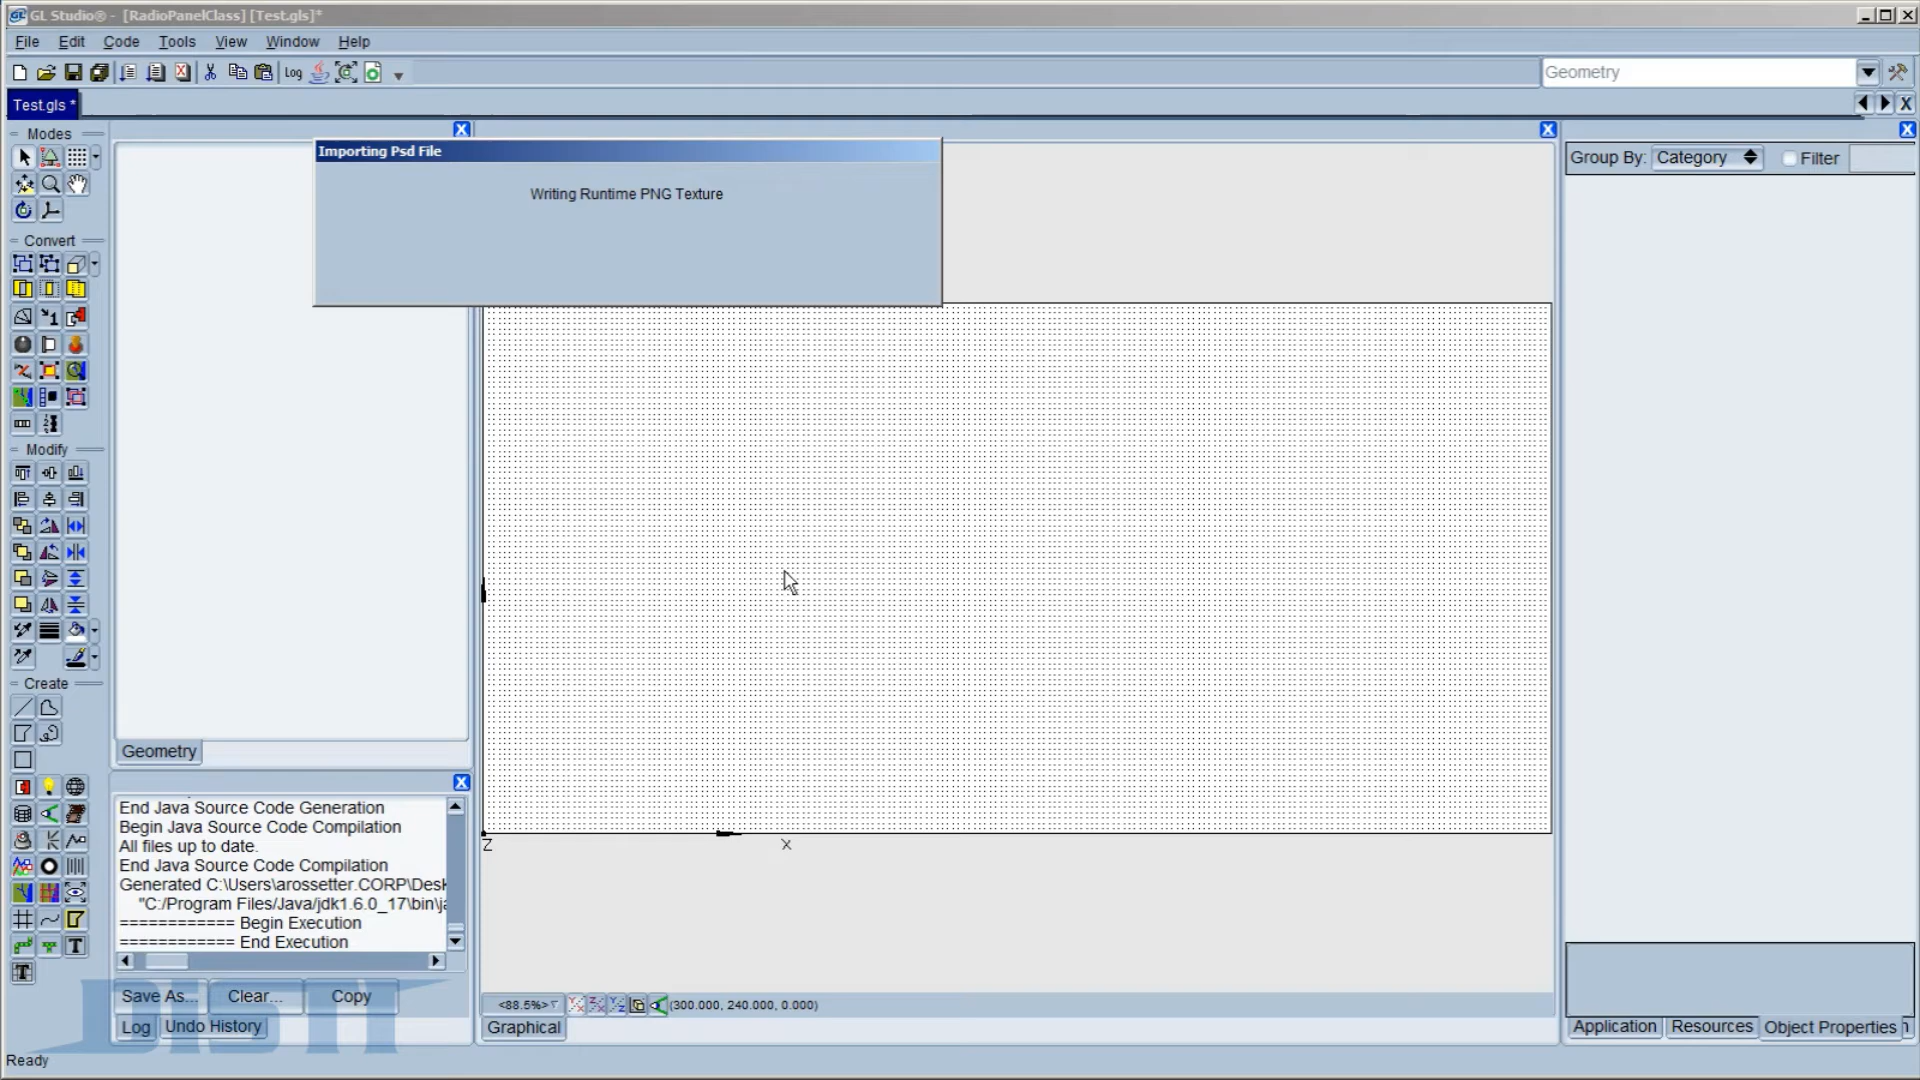 GL Studio® - [RadioPanelClass] [Test.gls]*
File Edit Code Tools View Window Help
Log
Geometry
Test.gls *
Modes
Importing Psd File
Writing Runtime PNG Texture
Group By: Category Filter
Convert
Modify
Create
Geometry
End Java Source Code Generation
Begin Java Source Code Compilation
All files up to date.
End Java Source Code Compilation
Generated C:\Users\arossetter.CORP\Desk
"C:/Program Files/Java/jdk1.6.0_17\bin\ja
============ Begin Execution
============ End Execution
Z X
Save As... Clear... Copy
Log Undo History
<88.5%> (300.000, 240.000, 0.000)
Graphical
Application Resources Object Properties
DISTI
Ready